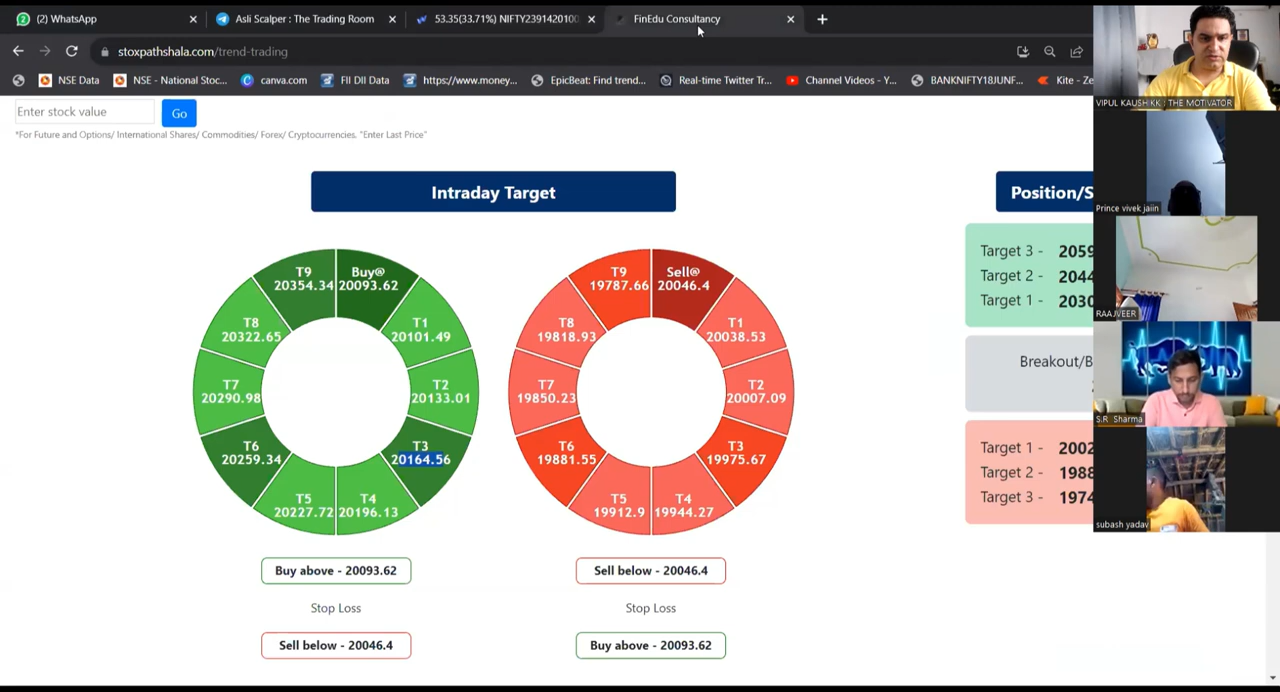 WhatsApp
Asli Scalper : The Trading Room
53.35(33.71%) NIFTY2391420100
FinEdu Consultancy
stoxpathshala.com/trend-trading
NSE Data
NSE - National Stoc...
canva.com
FII DII Data
https://www.money...
EpicBeat: Find trend...
Real-time Twitter Tr...
Channel Videos - Y...
BANKNIFTY18JUNF...
Kite - Ze
Enter stock value
Go
*For Future and Options/ International Shares/ Commodities/ Forex/ Cryptocurrencies. "Enter Last Price"
Intraday Target
T9
20354.34
Buy@
20093.62
T1
20101.49
T2
20133.01
T3
20164.56
T4
20196.13
T5
20227.72
T6
20259.34
T7
20290.98
T8
20322.65
Buy above - 20093.62
Stop Loss
Sell below - 20046.4
T9
19787.66
Sell@
20046.4
T1
20038.53
T2
20007.09
T3
19975.67
T4
19944.27
T5
19912.9
T6
19881.55
T7
19850.23
T8
19818.93
Sell below - 20046.4
Stop Loss
Buy above - 20093.62
Position/S
Target 3 - 2059
Target 2 - 2044
Target 1 - 2030
Breakout/B
Target 1 - 2002
Target 2 - 1988
Target 3 - 1974
VIPUL KAUSHIKK : THE MOTIVATOR
Prince vivek jaiin
RAAJVEER
S.R Sharma
subash yadav